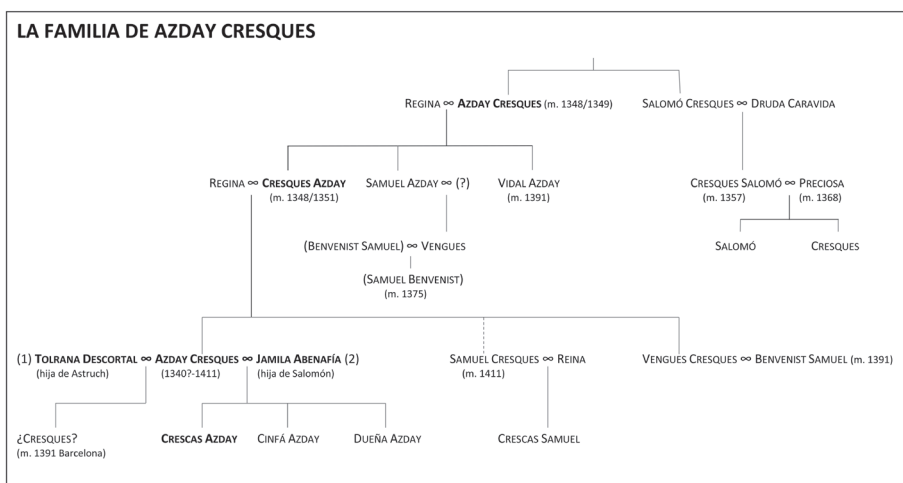 LA FAMILIA DE AZDAY CRESQUES
REGINA ∞ AZDAY CRESQUES (m. 1348/1349)
SALOMÓ CRESQUES ∞ DRUDA CARAVIDA
REGINA ∞ CRESQUES AZDAY
(m. 1348/1351)
SAMUEL AZDAY ∞ (?)
VIDAL AZDAY
(m. 1391)
CRESQUES SALOMÓ ∞ PRECIOSA
(m. 1357) (m. 1368)
(BENVENIST SAMUEL) ∞ VENGUES
SALOMÓ
CRESQUES
(SAMUEL BENVENIST)
(m. 1375)
(1) TOLRANA DESCORTAL ∞ AZDAY CRESQUES ∞ JAMILA ABENAFÍA (2)
(hija de Astruch) (1340?-1411) (hija de Salomón)
SAMUEL CRESQUES ∞ REINA
(m. 1411)
VENGUES CRESQUES ∞ BENVENIST SAMUEL (m. 1391)
¿CRESQUES?
(m. 1391 Barcelona)
CRESCAS AZDAY
CINFÁ AZDAY
DUEÑA AZDAY
CRESCAS SAMUEL